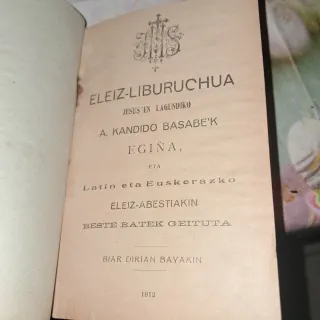 JHS
ELEIZ-LIBURUCHUA
JESUS'EN LAGUNDIKO
A. KANDIDO BASABE'K
EGIÑA,
ETA
Latin eta Euskerazko
ELEIZ-ABESTIAKIN
BESTE BATEK GEITUTA
BIAR DIRIAN BAYAKIN
1912